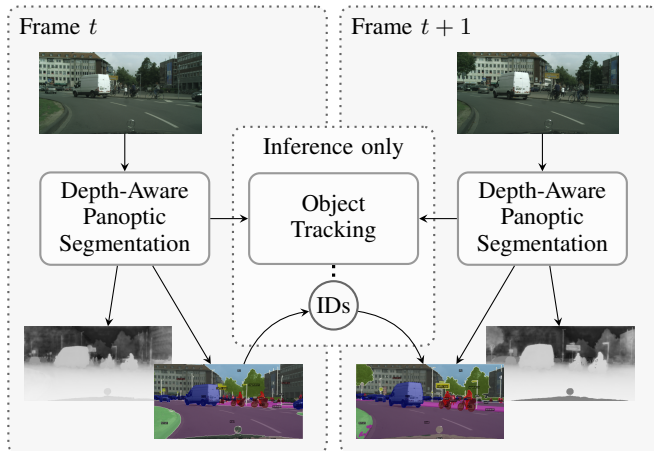 Frame t
Frame t + 1
Inference only
Depth-Aware
Panoptic
Segmentation
Object
Tracking
Depth-Aware
Panoptic
Segmentation
IDs